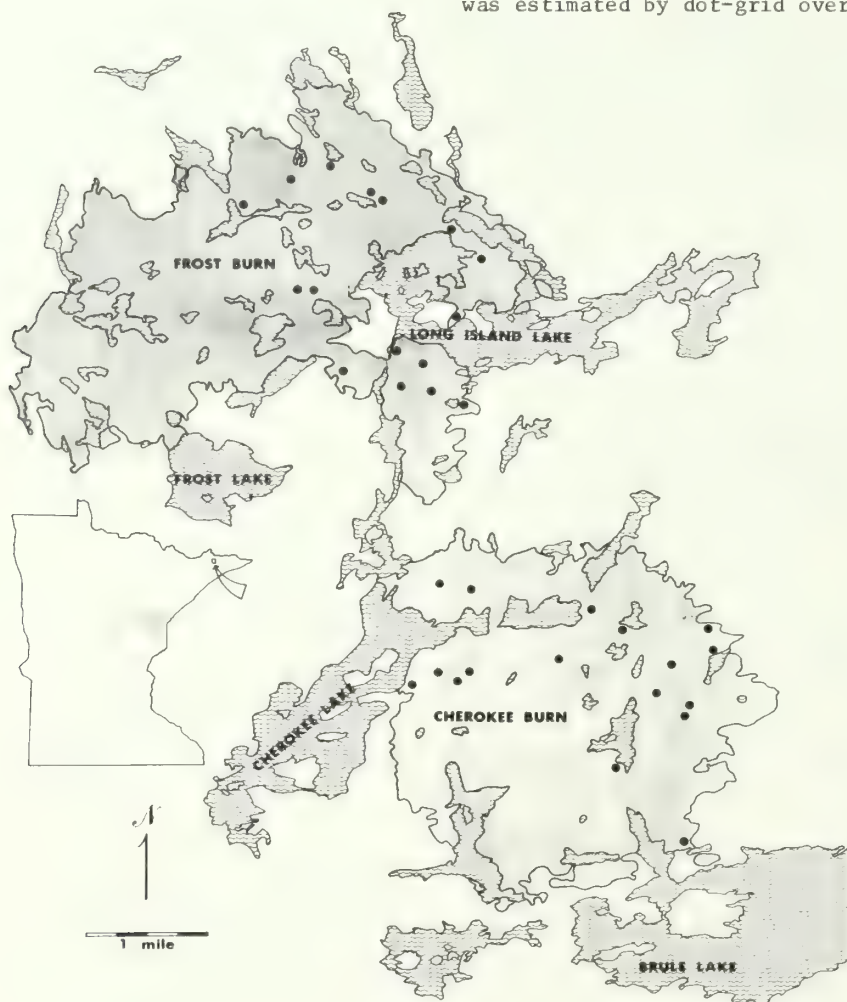 was estimated by dot-grid over
FROST BURN
LONG ISLAND LAKE
FROST LAKE
CHEROKEE LAKE
CHEROKEE BURN
N
1 mile
BRULE LAKE